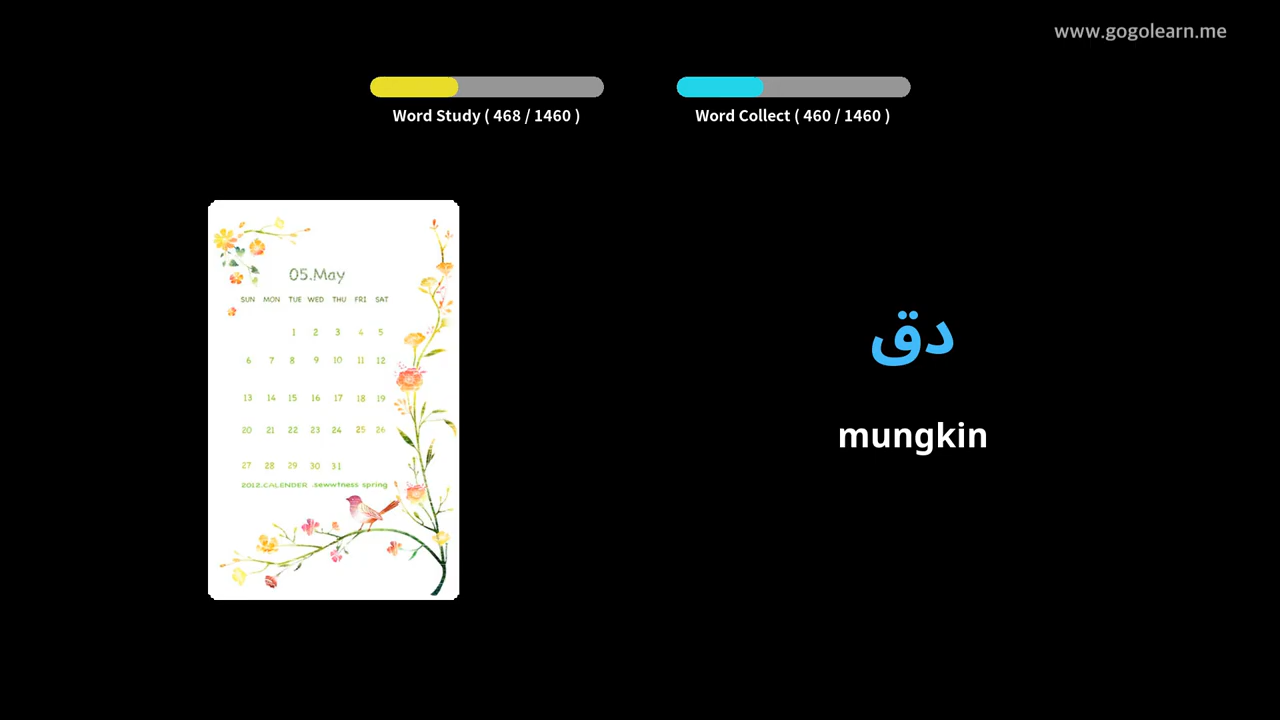 www.gogolearn.me
Word Study ( 468 / 1460 )
Word Collect ( 460 / 1460 )
05.May
SUN MON TUE WED THU FRI SAT
1 2 3 4 5
6 7 8 9 10 11 12
13 14 15 16 17 18 19
20 21 22 23 24 25 26
27 28 29 30 31
2012.CALENDER .sewwtness spring
دق
mungkin